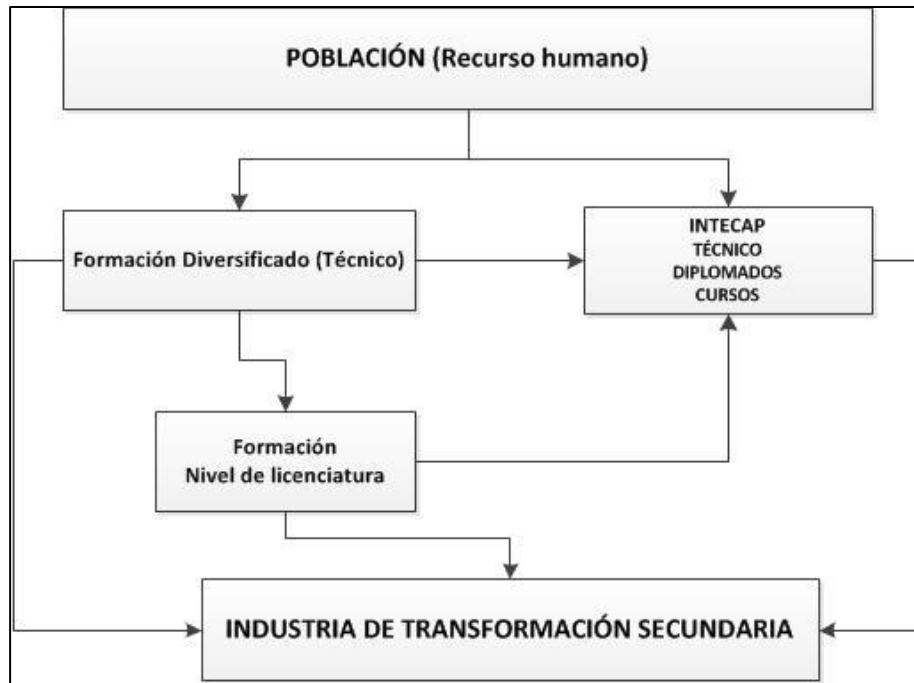 POBLACIÓN (Recurso humano)
Formación Diversificado (Técnico)
INTECAP
TÉCNICO
DIPLOMADOS
CURSOS
Formación
Nivel de licenciatura
INDUSTRIA DE TRANSFORMACIÓN SECUNDARIA